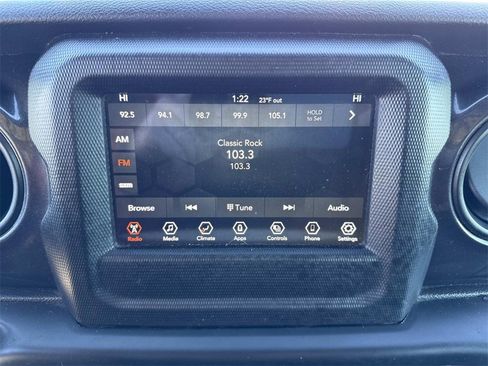 HI 1:22 23°F out HI
92.5 94.1 98.7 99.9 105.1 HOLD to Set
AM
Classic Rock
FM 103.3
103.3
Browse Tune Audio
Radio Media Climate Apps Controls Phone Settings